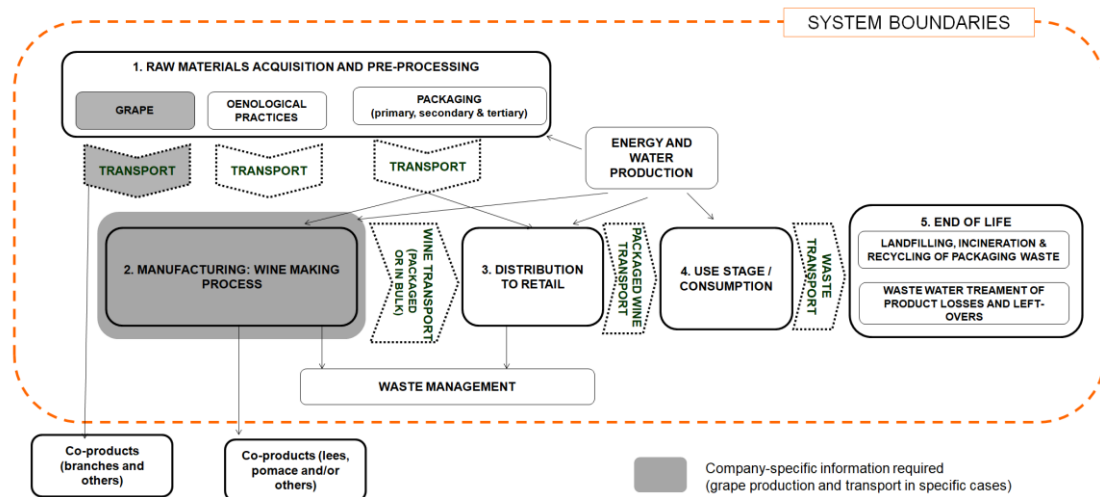 SYSTEM BOUNDARIES
1. RAW MATERIALS ACQUISITION AND PRE-PROCESSING
GRAPE
OENOLOGICAL
PRACTICES
PACKAGING
(primary, secondary & tertiary)
TRANSPORT
TRANSPORT
TRANSPORT
ENERGY AND
WATER
PRODUCTION
2. MANUFACTURING: WINE MAKING
PROCESS
WINE TRANSPORT
(PACKAGED
OR IN BULK)
3. DISTRIBUTION
TO RETAIL
PACKAGED WINE
TRANSPORT
4. USE STAGE /
CONSUMPTION
WASTE
TRANSPORT
5. END OF LIFE
LANDFILLING, INCINERATION &
RECYCLING OF PACKAGING WASTE
WASTE WATER TREAMENT OF
PRODUCT LOSSES AND LEFT-
OVERS
WASTE MANAGEMENT
Co-products
(branches and
others)
Co-products (lees,
pomace and/or
others)
Company-specific information required
(grape production and transport in specific cases)